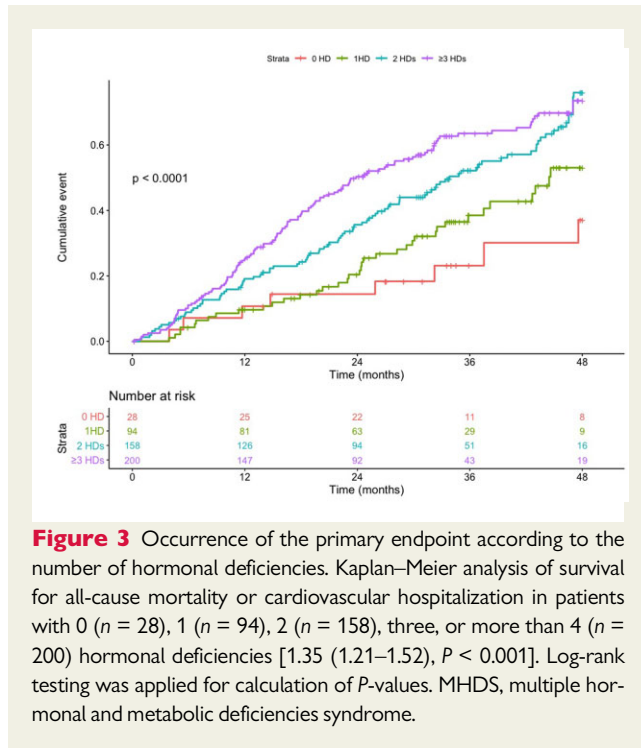 Strata 0 HD 1HD 2 HDs ≥3 HDs
0.6
0.4
0.2
0.0
Cumulative event
p < 0.0001
0 12 24 36 48
Time (months)
Number at risk
Strata
0 HD 28 25 22 11 8
1HD 94 81 63 29 9
2 HDs 158 126 94 51 16
≥3 HDs 200 147 92 43 19
0 12 24 36 48
Time (months)
Figure 3 Occurrence of the primary endpoint according to the
number of hormonal deficiencies. Kaplan–Meier analysis of survival
for all-cause mortality or cardiovascular hospitalization in patients
with 0 (n = 28), 1 (n = 94), 2 (n = 158), three, or more than 4 (n =
200) hormonal deficiencies [1.35 (1.21–1.52), P < 0.001]. Log-rank
testing was applied for calculation of P-values. MHDS, multiple hor-
monal and metabolic deficiencies syndrome.